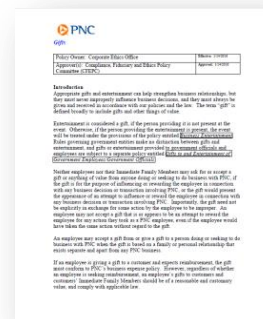 PNC
Gifts
Policy Owner: Corporate Ethics Office
Approver(s): Compliance, Fiduciary and Ethics Policy
Committee (CFEPC)
Introduction
Appropriate gifts and entertainment can help strengthen business relationships, but
they must never improperly influence business decisions, and they must always be
given and received in accordance with our policies and the law. The term "gift" is
defined broadly to include gifts and other things of value.
Entertainment is considered a gift, if the person providing it is not present at the
event. Otherwise, if the person providing the entertainment is present, the event
will be treated under the provisions of the policy entitled Business Entertainment.
Rules governing government entities make no distinction between gifts and
entertainment, and gifts or entertainment provided to government officials and
employees are subject to a separate policy entitled Gifts to and Entertainment of
Government Employees/Government Officials.
Neither employees nor their Immediate Family Members may ask for or accept a
gift or anything of value from anyone doing or seeking to do business with PNC, if
the gift is for the purpose of influencing or rewarding the employee in connection
with any business decision or transaction involving PNC, or the gift would present
the appearance of an attempt to influence or reward the employee in connection with
any business decision or transaction involving PNC. Importantly, the gift need not
be explicitly in exchange for some action by the employee to be improper. An
employee may not accept a gift that is or appears to be an attempt to reward the
employee for any action they took as a PNC employee, even if the employee would
have taken the same action without regard to the gift.
An employee may accept a gift from or give a gift to a person doing or seeking to do
business with PNC when the gift is based on a family or personal relationship that
exists separate and apart from any PNC business.
If an employee is giving a gift to a customer and expects reimbursement, the gift
must conform to PNC's business expense policy. However, regardless of whether
an employee is seeking reimbursement, an employee's gifts to customers and
customers' Immediate Family Members should be of a reasonable and customary
value, and comply with applicable law.